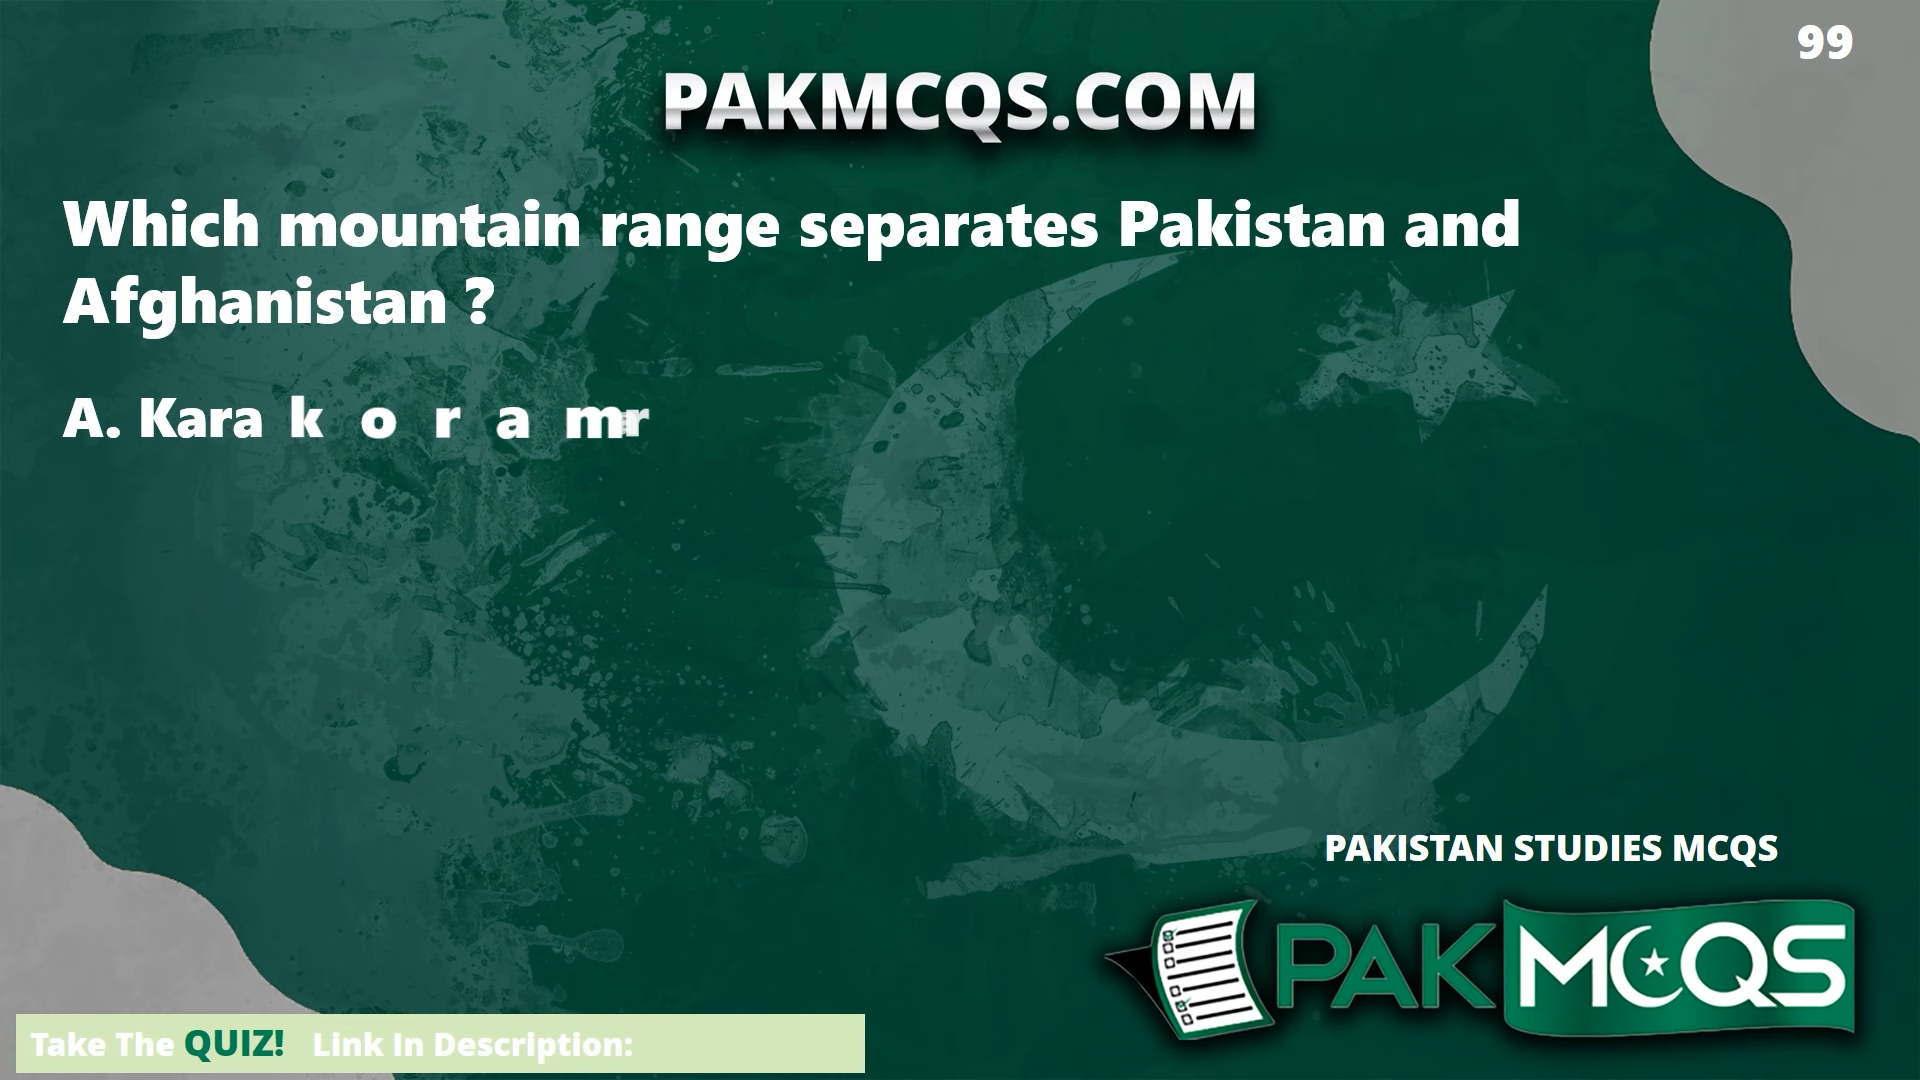 99
PAKMCQS.COM
Which mountain range separates Pakistan and
Afghanistan ?
A. Kara k o r a m
PAKISTAN STUDIES MCQS
PAKMCQS
Take The QUIZ! Link In Description: